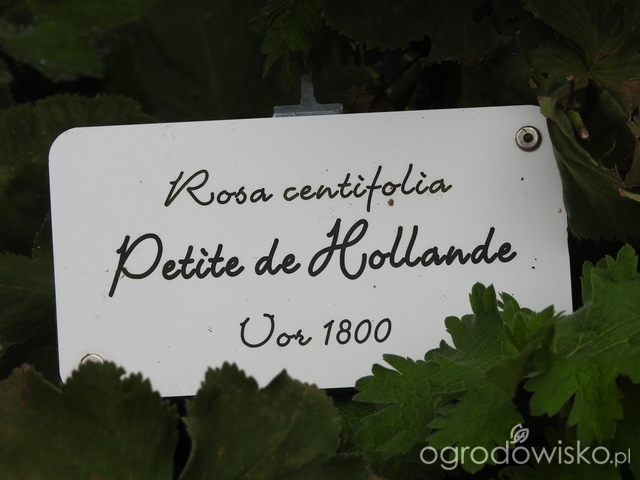 Rosa centifolia
Petite de Hollande
Vor 1800
ogrodowisko.pl